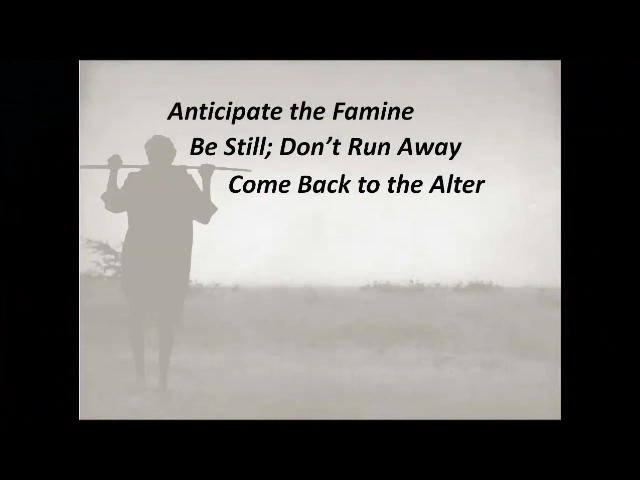 Anticipate the Famine
Be Still; Don’t Run Away
Come Back to the Alter